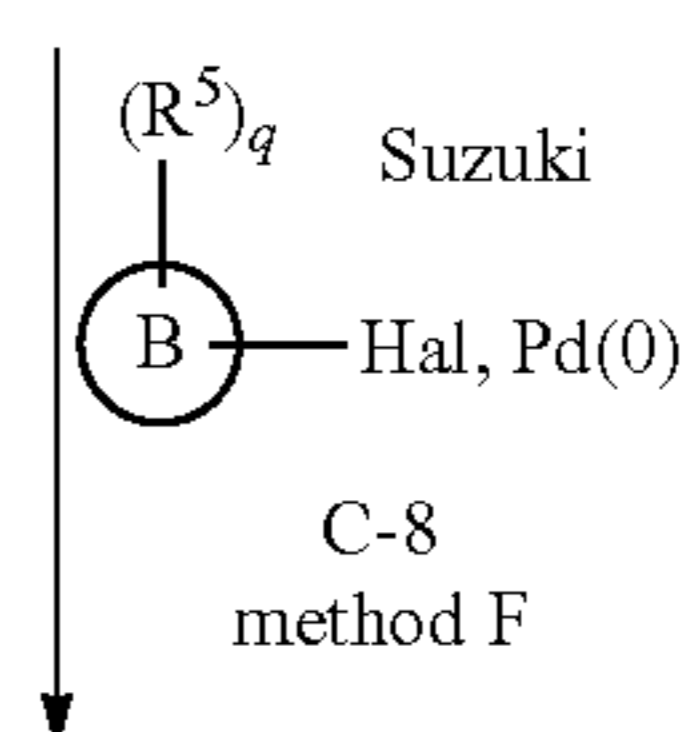 (R⁵)q
Suzuki
B Hal, Pd(0)
C-8
method F